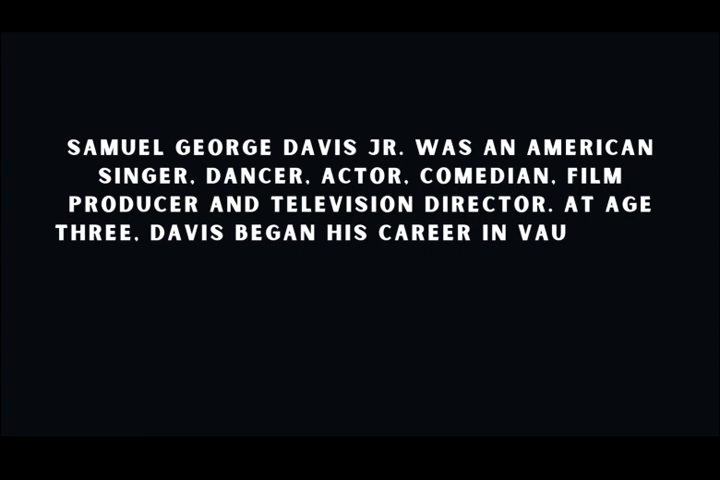 SAMUEL GEORGE DAVIS JR. WAS AN AMERICAN
SINGER, DANCER, ACTOR, COMEDIAN, FILM
PRODUCER AND TELEVISION DIRECTOR. AT AGE
THREE, DAVIS BEGAN HIS CAREER IN VAU